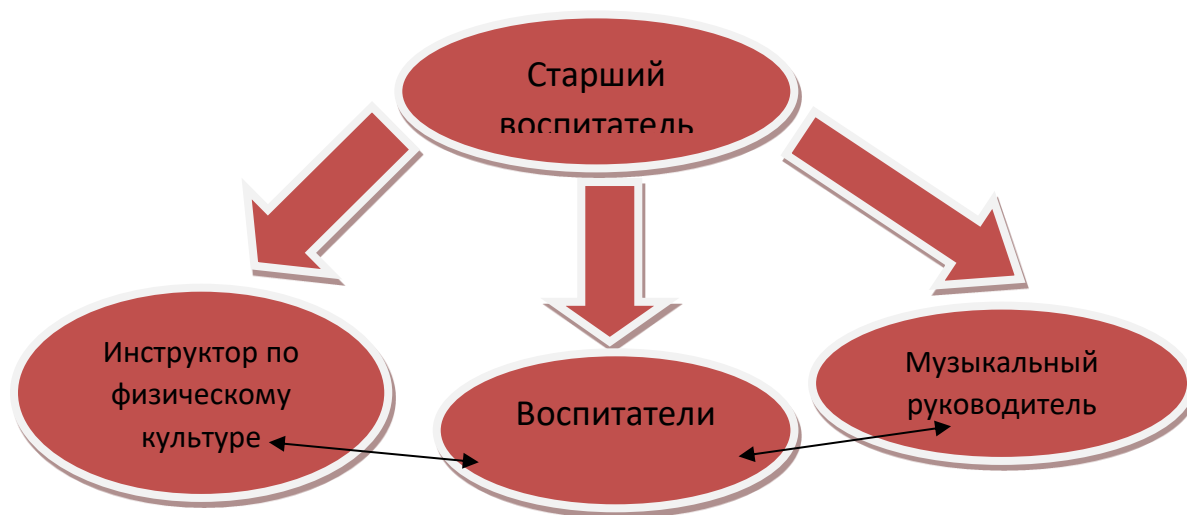 Старший
воспитатель
Инструктор по
физическому
культуре
Воспитатели
Музыкальный
руководитель